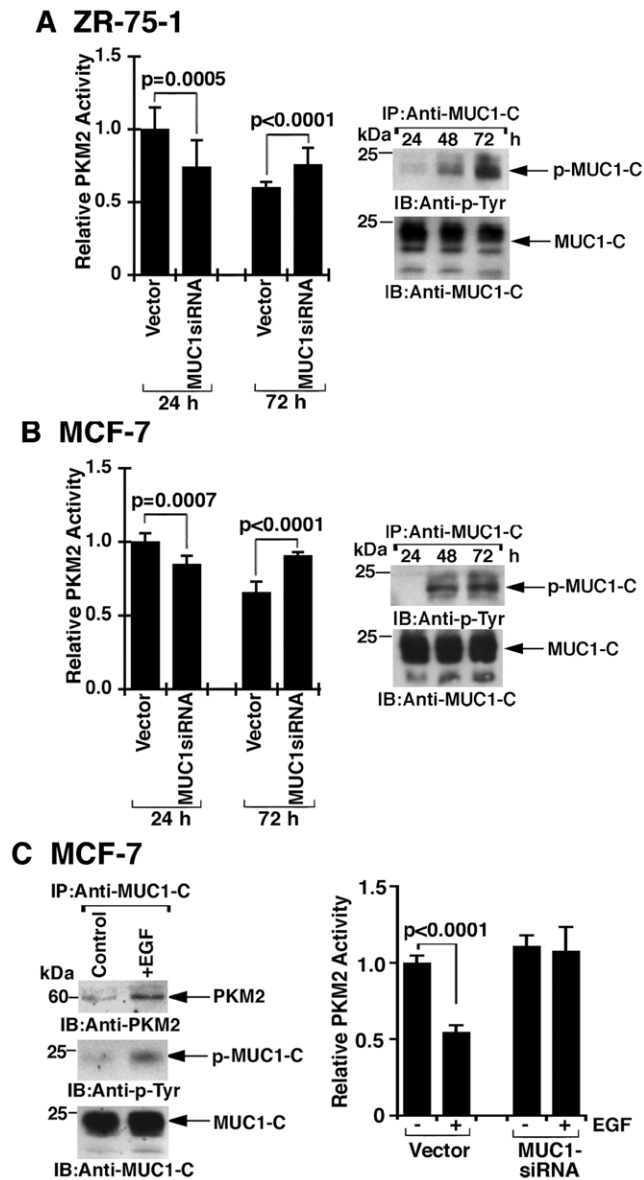 A ZR-75-1
Relative PKM2 Activity
1.5
1.0
0.5
0
p=0.0005
p<0.0001
Vector
MUC1siRNA
Vector
MUC1siRNA
24 h
72 h
IP:Anti-MUC1-C
kDa 24 48 72 h
25
p-MUC1-C
IB:Anti-p-Tyr
25
MUC1-C
IB:Anti-MUC1-C
B MCF-7
Relative PKM2 Activity
1.5
1.0
0.5
0.0
p=0.0007
p<0.0001
Vector
MUC1siRNA
Vector
MUC1siRNA
24 h
72 h
IP:Anti-MUC1-C
kDa 24 48 72 h
25
p-MUC1-C
IB:Anti-p-Tyr
25
MUC1-C
IB:Anti-MUC1-C
C MCF-7
IP:Anti-MUC1-C
Control
+EGF
kDa
60
PKM2
IB:Anti-PKM2
25
p-MUC1-C
IB:Anti-p-Tyr
25
MUC1-C
IB:Anti-MUC1-C
Relative PKM2 Activity
1.5
1.0
0.5
0
p<0.0001
- + - + EGF
Vector
MUC1-
siRNA